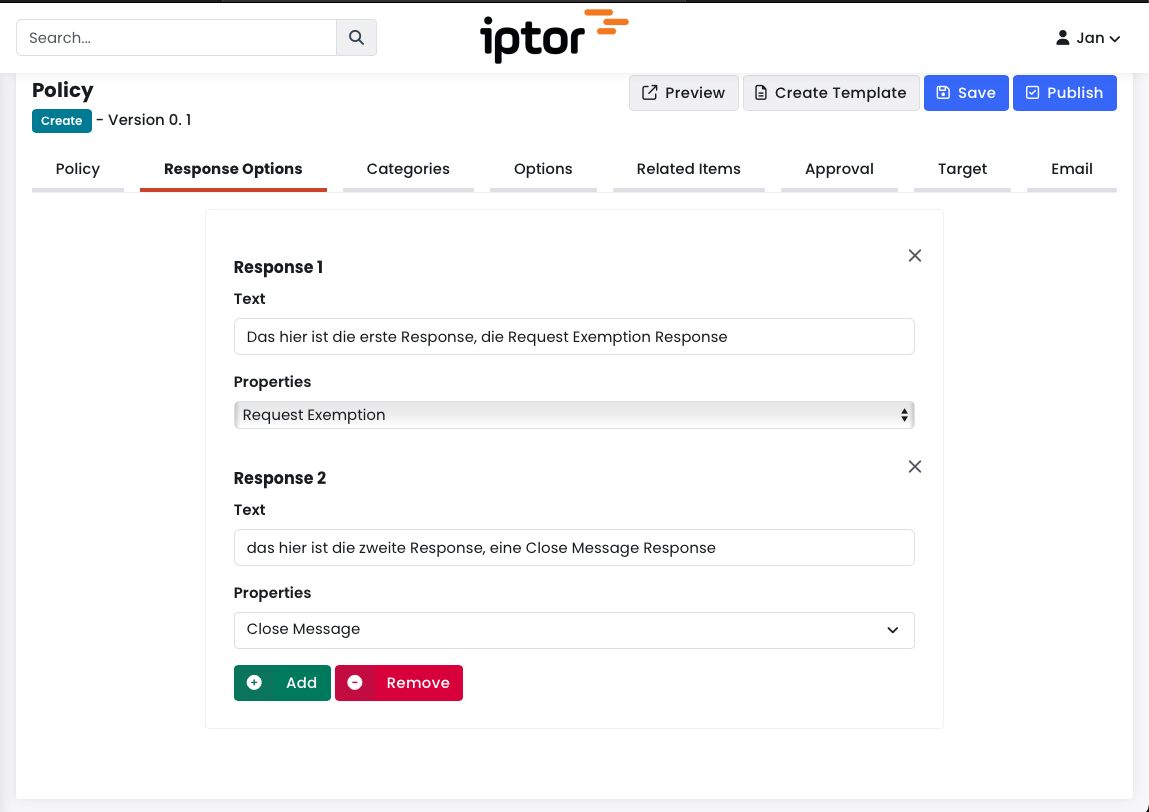 Search...
iptor
Jan
Policy
Preview
Create Template
Save
Publish
Create - Version 0. 1
Policy
Response Options
Categories
Options
Related Items
Approval
Target
Email
Response 1
Text
Das hier ist die erste Response, die Request Exemption Response
Properties
Request Exemption
Response 2
Text
das hier ist die zweite Response, eine Close Message Response
Properties
Close Message
Add
Remove